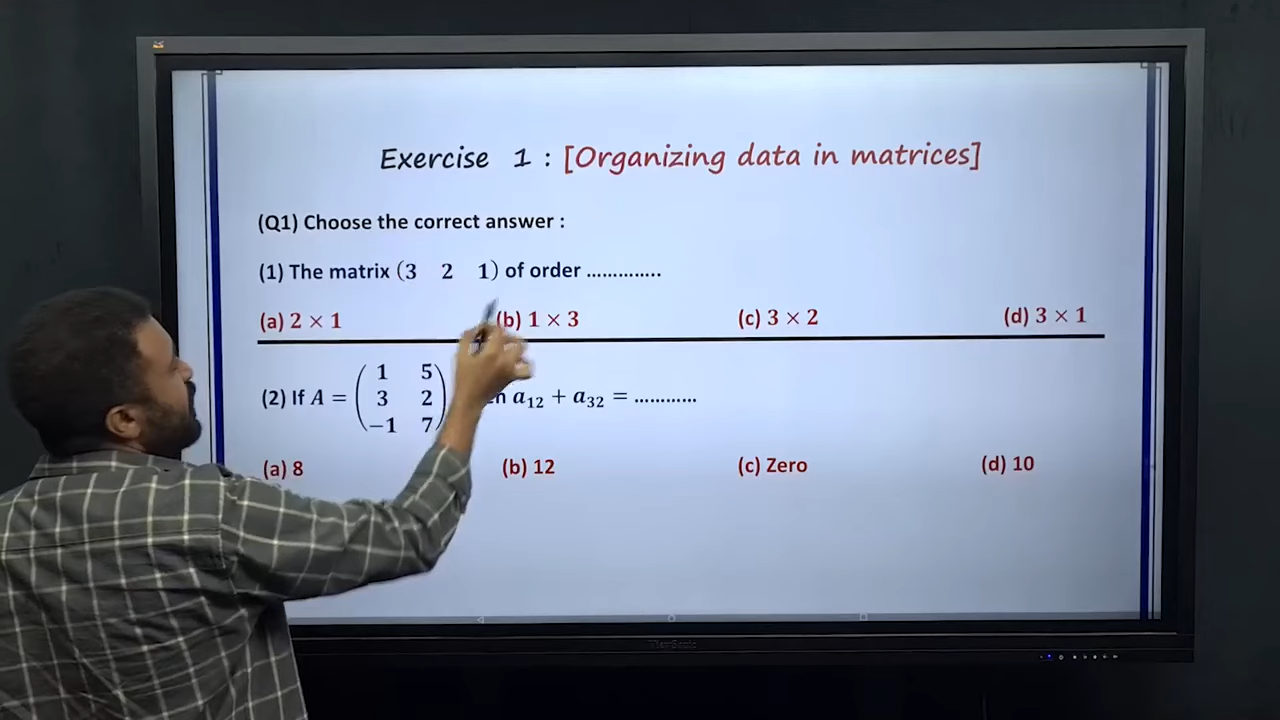 Exercise 1 : [Organizing data in matrices]
(Q1) Choose the correct answer :
(1) The matrix (3 2 1) of order ..............
(a) 2 × 1 (b) 1 × 3 (c) 3 × 2 (d) 3 × 1
1 5
(2) If A = 3 2 a₁₂ + a₃₂ = ............
−1 7
(a) 8 (b) 12 (c) Zero (d) 10
ViewSonic